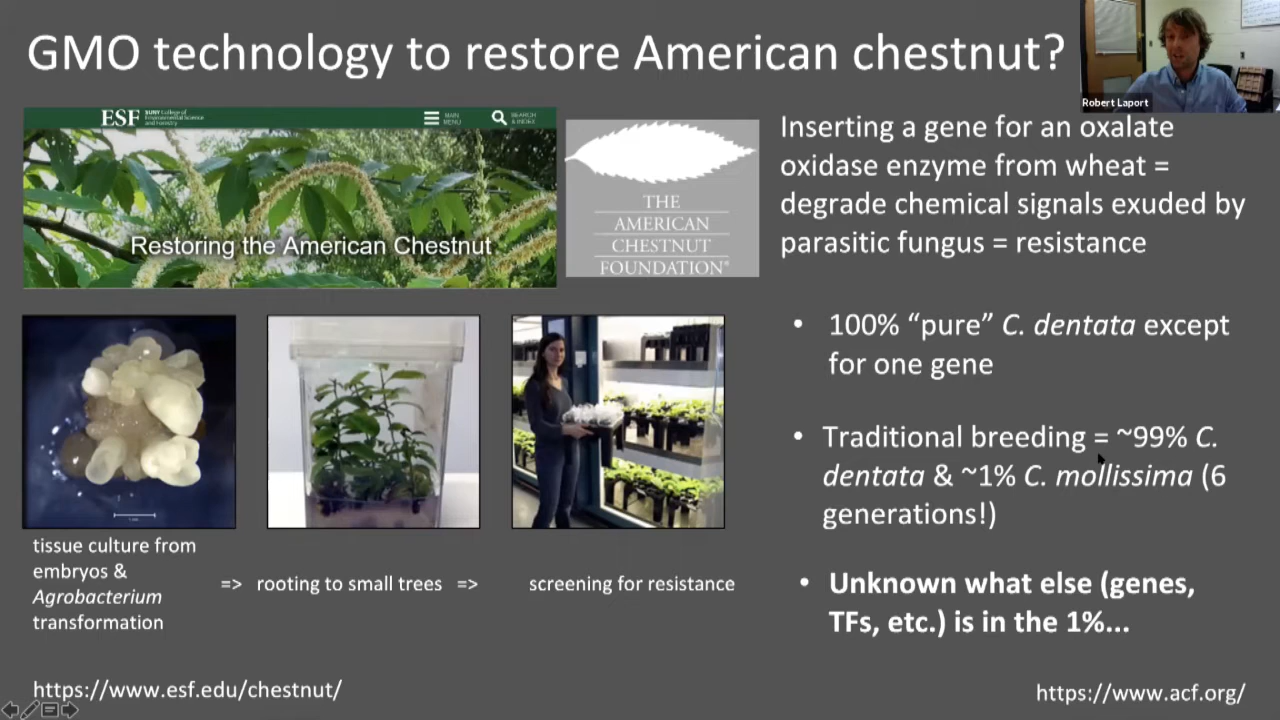 GMO technology to restore American chestnut?
Robert Laport
ESF SUNY College of
Environmental Science
and Forestry
MAIN
MENU
SEARCH
& INDEX
Restoring the American Chestnut
THE
AMERICAN
CHESTNUT
FOUNDATION®
Inserting a gene for an oxalate
oxidase enzyme from wheat =
degrade chemical signals exuded by
parasitic fungus = resistance
• 100% “pure” C. dentata except
for one gene
• Traditional breeding = ~99% C.
dentata & ~1% C. mollissima (6
generations!)
• Unknown what else (genes,
TFs, etc.) is in the 1%...
tissue culture from
embryos &
Agrobacterium
transformation
=> rooting to small trees => screening for resistance
https://www.esf.edu/chestnut/
https://www.acf.org/